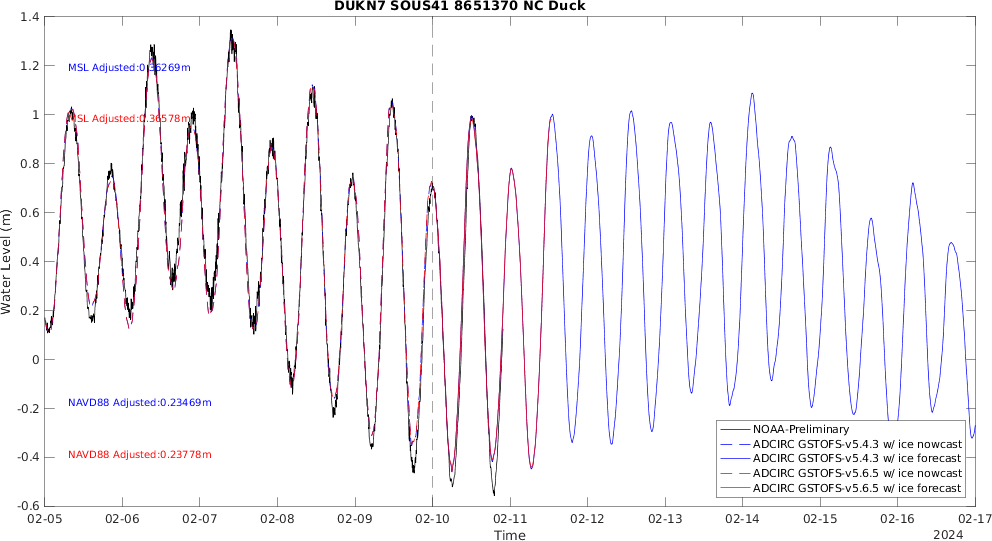 DUKN7 SOUS41 8651370 NC Duck
1.4
1.2
1
0.8
0.6
0.4
0.2
0
-0.2
-0.4
-0.6
Water Level (m)
MSL Adjusted:0.36269m
MSL Adjusted:0.36578m
NAVD88 Adjusted:0.23469m
NAVD88 Adjusted:0.23778m
NOAA-Preliminary
ADCIRC GSTOFS-v5.4.3 w/ ice nowcast
ADCIRC GSTOFS-v5.4.3 w/ ice forecast
ADCIRC GSTOFS-v5.6.5 w/ ice nowcast
ADCIRC GSTOFS-v5.6.5 w/ ice forecast
02-05 02-06 02-07 02-08 02-09 02-10 02-11 02-12 02-13 02-14 02-15 02-16 02-17
Time
2024